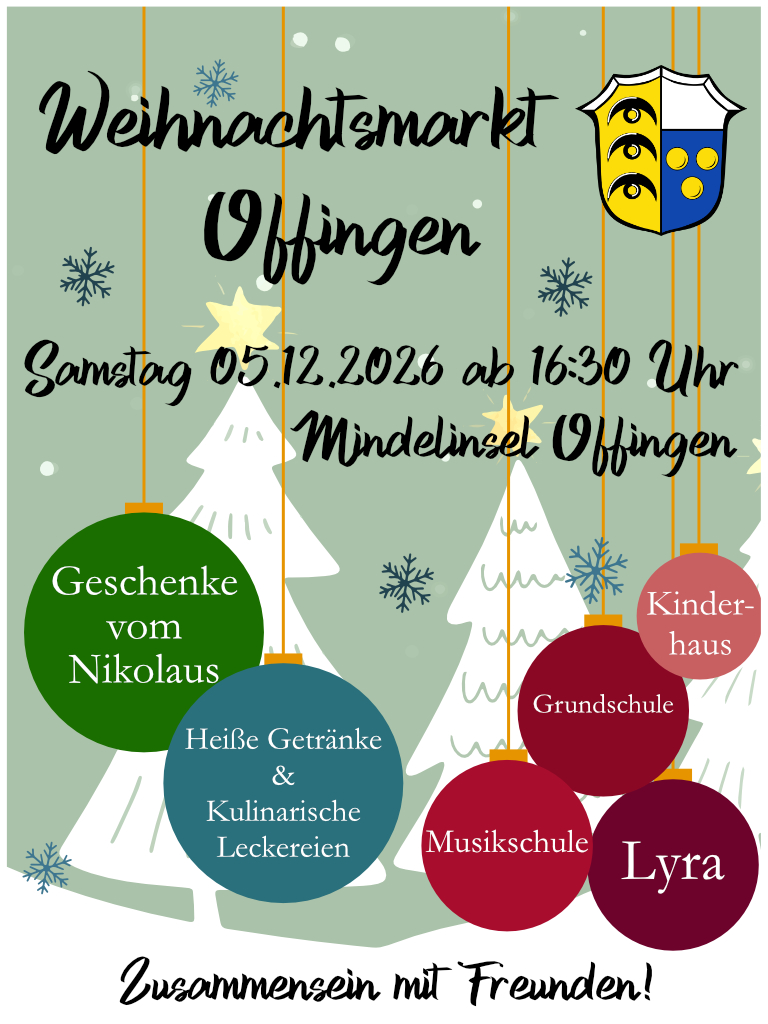 Weihnachtsmarkt
Offingen
Samstag 05.12.2026 ab 16:30 Uhr
Mindelinsel Offingen
Geschenke
vom
Nikolaus
Heiße Getränke
&
Kulinarische
Leckereien
Kinder-
haus
Grundschule
Musikschule
Lyra
Zusammensein mit Freunden!